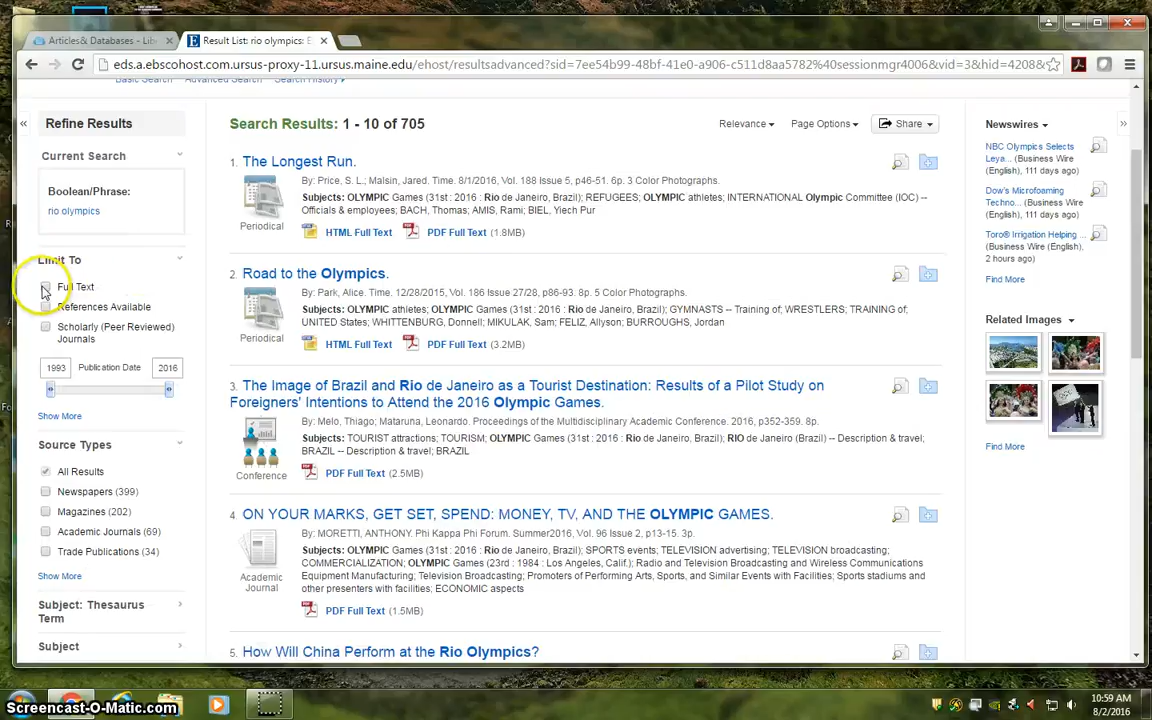 Articles& Databases – Lib
Result List: rio olympics: E
eds.a.ebscohost.com.ursus-proxy-11.ursus.maine.edu/ehost/resultsadvanced?sid=7ee54b99-48bf-41e0-a906-c511d8aa5782%40sessionmgr4006&vid=3&hid=4208&
Basic Search Advanced Search Search History
Refine Results
Current Search
Boolean/Phrase:
rio olympics
Limit To
Full Text
References Available
Scholarly (Peer Reviewed)
Journals
1993 Publication Date 2016
Show More
Source Types
All Results
Newspapers (399)
Magazines (202)
Academic Journals (69)
Trade Publications (34)
Show More
Subject: Thesaurus
Term
Subject
Search Results: 1 - 10 of 705
Relevance Page Options Share
1. The Longest Run.
By: Price, S. L.; Malsin, Jared. Time. 8/1/2016, Vol. 188 Issue 5, p46-51. 6p. 3 Color Photographs.
Subjects: OLYMPIC Games (31st : 2016 : Rio de Janeiro, Brazil); REFUGEES; OLYMPIC athletes; INTERNATIONAL Olympic Committee (IOC) --
Officials & employees; BACH, Thomas; AMIS, Rami; BIEL, Yiech Pur
Periodical
HTML Full Text PDF Full Text (1.8MB)
2. Road to the Olympics.
By: Park, Alice. Time. 12/28/2015, Vol. 186 Issue 27/28, p86-93. 8p. 5 Color Photographs.
Subjects: OLYMPIC athletes; OLYMPIC Games (31st : 2016 : Rio de Janeiro, Brazil); GYMNASTS -- Training of; WRESTLERS; TRAINING of;
UNITED States; WHITTENBURG, Donnell; MIKULAK, Sam; FELIZ, Allyson; BURROUGHS, Jordan
Periodical
HTML Full Text PDF Full Text (3.2MB)
3. The Image of Brazil and Rio de Janeiro as a Tourist Destination: Results of a Pilot Study on
Foreigners' Intentions to Attend the 2016 Olympic Games.
By: Melo, Thiago; Mataruna, Leonardo. Proceedings of the Multidisciplinary Academic Conference. 2016, p352-359. 8p.
Subjects: TOURIST attractions; TOURISM; OLYMPIC Games (31st : 2016 : Rio de Janeiro, Brazil); RIO de Janeiro (Brazil) -- Description & travel;
BRAZIL -- Description & travel; BRAZIL
Conference
PDF Full Text (2.5MB)
4. ON YOUR MARKS, GET SET, SPEND: MONEY, TV, AND THE OLYMPIC GAMES.
By: MORETTI, ANTHONY. Phi Kappa Phi Forum. Summer2016, Vol. 96 Issue 2, p13-15. 3p.
Subjects: OLYMPIC Games (31st : 2016 : Rio de Janeiro, Brazil); SPORTS events; TELEVISION advertising; TELEVISION broadcasting;
COMMERCIALIZATION; OLYMPIC Games (23rd : 1984 : Los Angeles, Calif.); Radio and Television Broadcasting and Wireless Communications
Equipment Manufacturing; Television Broadcasting; Promoters of Performing Arts, Sports, and Similar Events with Facilities; Sports stadiums and
other presenters with facilities; ECONOMIC aspects
Academic
Journal
PDF Full Text (1.5MB)
5. How Will China Perform at the Rio Olympics?
Newswires
NBC Olympics Selects
Leya... (Business Wire
(English), 111 days ago)
Dow's Microfoaming
Techno... (Business Wire
(English), 111 days ago)
Toro® Irrigation Helping ...
(Business Wire (English),
2 hours ago)
Find More
Related Images
Find More
Screencast-O-Matic.com
10:59 AM
8/2/2016